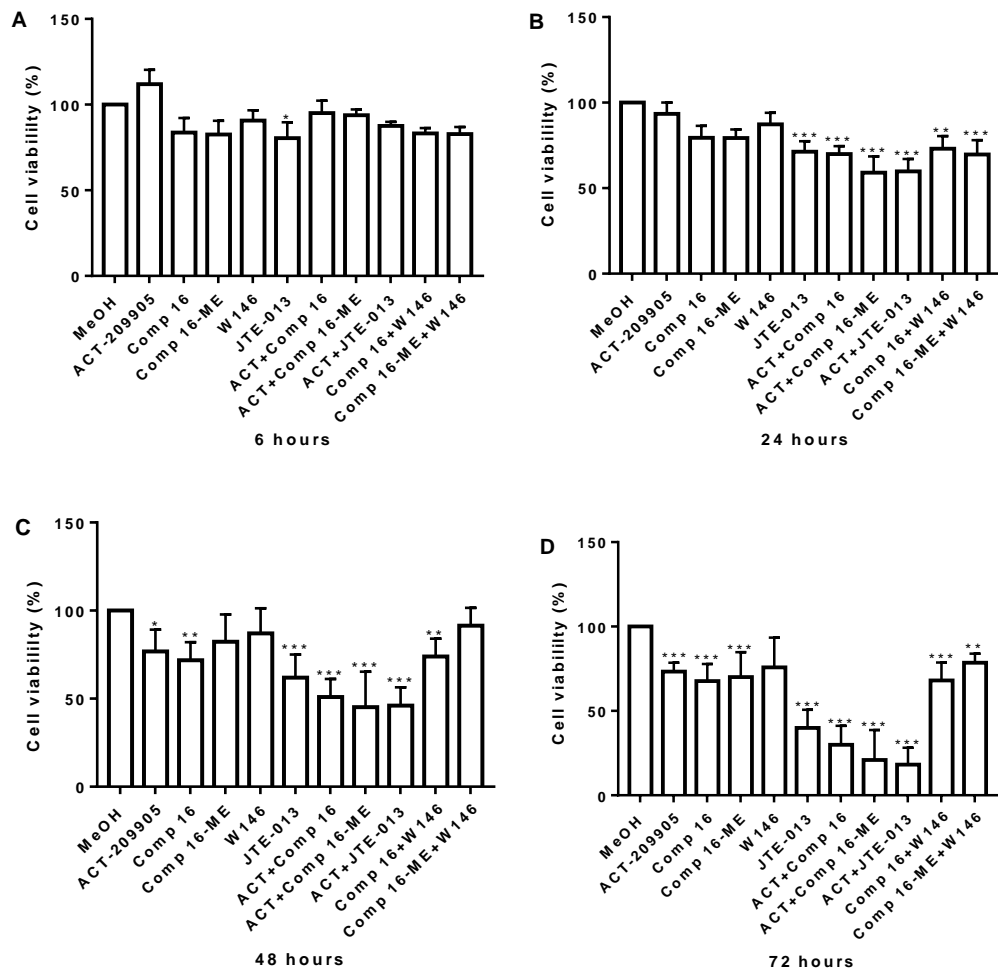 A
150
100
50
0
Cell viabililty (%)
*
MeOH
ACT-209905
Comp 16
Comp 16-ME
W146
JTE-013
ACT+Comp 16
ACT+Comp 16-ME
ACT+JTE-013
Comp 16+W146
Comp 16-ME+W146
6 hours
B
150
100
50
0
Cell viabililty (%)
*** *** *** *** ** ***
MeOH
ACT-209905
Comp 16
Comp 16-ME
W146
JTE-013
ACT+Comp 16
ACT+Comp 16-ME
ACT+JTE-013
Comp 16+W146
Comp 16-ME+W146
24 hours
C
150
100
50
0
Cell viabililty (%)
* ** *** *** *** *** **
MeOH
ACT-209905
Comp 16
Comp 16-ME
W146
JTE-013
ACT+Comp 16
ACT+Comp 16-ME
ACT+JTE-013
Comp 16+W146
Comp 16-ME+W146
48 hours
D
150
100
50
0
Cell viabililty (%)
*** *** *** *** *** *** *** *** **
MeOH
ACT-209905
Comp 16
Comp 16-ME
W146
JTE-013
ACT+Comp 16
ACT+Comp 16-ME
ACT+JTE-013
Comp 16+W146
Comp 16-ME+W146
72 hours